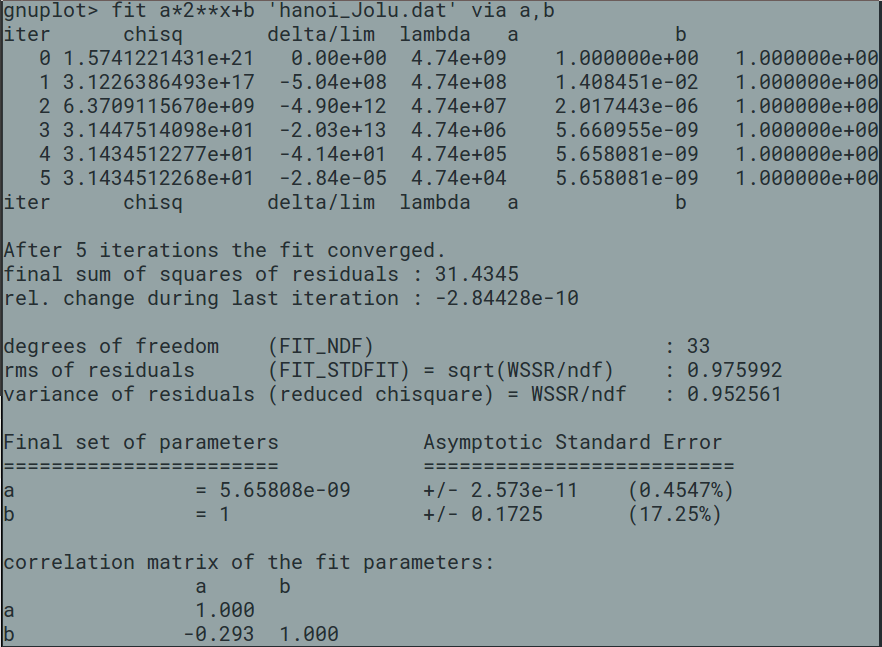 gnuplot> fit a*2**x+b 'hanoi_Jolu.dat' via a,b
iter      chisq       delta/lim  lambda   a             b
   0 1.5741221431e+21   0.00e+00  4.74e+09    1.000000e+00   1.000000e+00
   1 3.1226386493e+17  -5.04e+08  4.74e+08    1.408451e-02   1.000000e+00
   2 6.3709115670e+09  -4.90e+12  4.74e+07    2.017443e-06   1.000000e+00
   3 3.1447514098e+01  -2.03e+13  4.74e+06    5.660955e-09   1.000000e+00
   4 3.1434512277e+01  -4.14e+01  4.74e+05    5.658081e-09   1.000000e+00
   5 3.1434512268e+01  -2.84e-05  4.74e+04    5.658081e-09   1.000000e+00
iter      chisq       delta/lim  lambda   a             b
After 5 iterations the fit converged.
final sum of squares of residuals : 31.4345
rel. change during last iteration : -2.84428e-10
degrees of freedom    (FIT_NDF)                        : 33
rms of residuals      (FIT_STDFIT) = sqrt(WSSR/ndf)    : 0.975992
variance of residuals (reduced chisquare) = WSSR/ndf   : 0.952561
Final set of parameters            Asymptotic Standard Error
=======================            ==========================
a               = 5.65808e-09      +/- 2.573e-11    (0.4547%)
b               = 1                +/- 0.1725       (17.25%)
correlation matrix of the fit parameters:
                a      b
a               1.000
b              -0.293  1.000